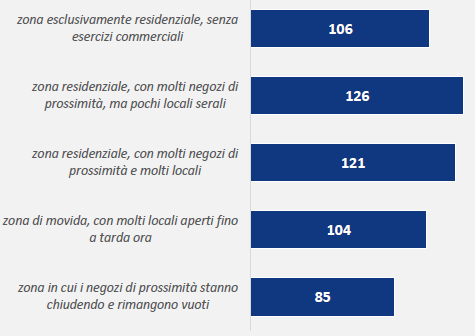 zona esclusivamente residenziale, senza
esercizi commerciali
106
zona residenziale, con molti negozi di
prossimità, ma pochi locali serali
126
zona residenziale, con molti negozi di
prossimità e molti locali
121
zona di movida, con molti locali aperti fino
a tarda ora
104
zona in cui i negozi di prossimità stanno
chiudendo e rimangono vuoti
85